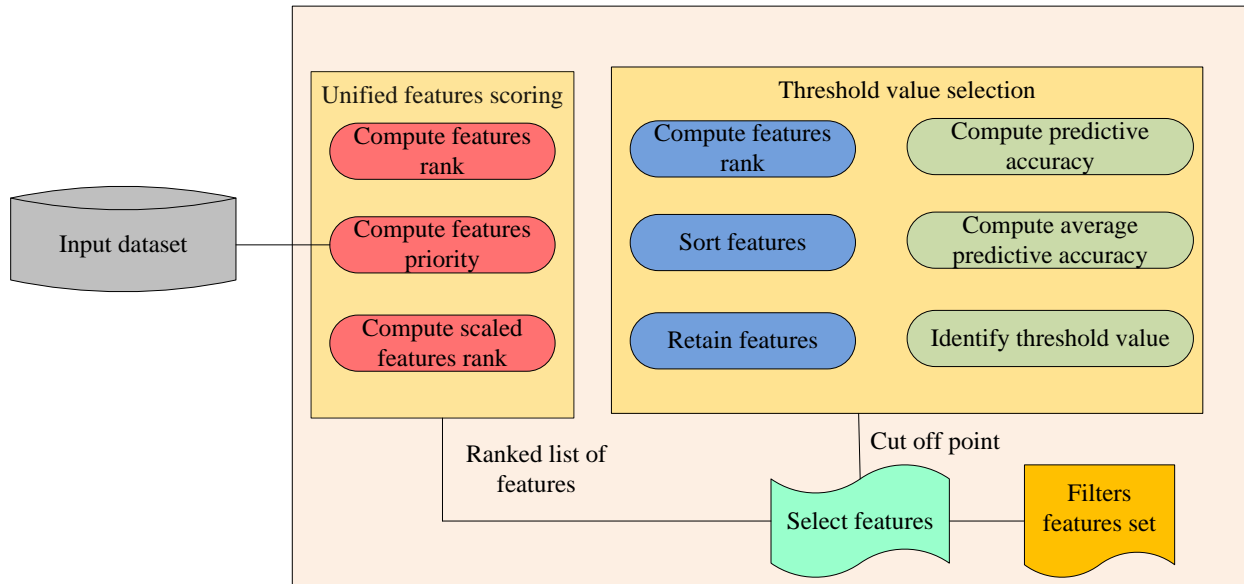 Input dataset
Unified features scoring
Compute features
rank
Compute features
priority
Compute scaled
features rank
Threshold value selection
Compute features
rank
Sort features
Retain features
Compute predictive
accuracy
Compute average
predictive accuracy
Identify threshold value
Ranked list of
features
Cut off point
Select features
Filters
features set